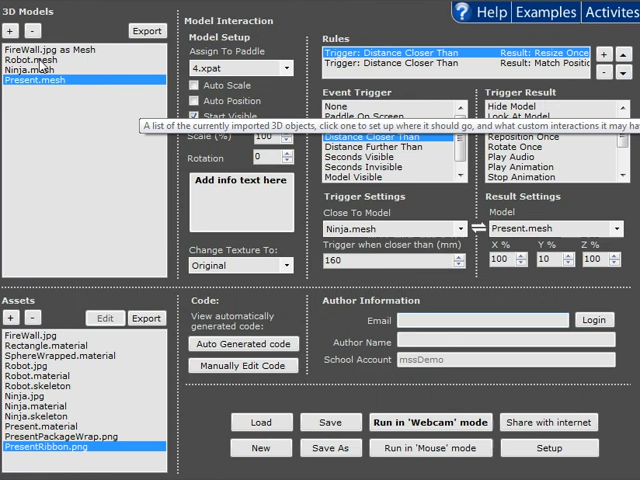 3D Models
+ - Export
FireWall.jpg as Mesh
Robot.mesh
Ninja.mesh
Present.mesh
Model Interaction
Model Setup
Assign To Paddle
4.xpat
Auto Scale
Auto Position
Start Visible
A list of the currently imported 3D objects, click one to set up where it should go, and what custom interactions it may ha
Scale (%) 100
Rotation 0
Add info text here
Change Texture To:
Original
? Help Examples Activites
Rules
Trigger: Distance Closer Than Result: Resize Once
Trigger: Distance Closer Than Result: Match Positic
+
-
Event Trigger
None
Paddle On Screen
Distance Closer Than
Distance Further Than
Seconds Visible
Seconds Invisible
Model Visible
Trigger Result
Hide Model
Look At Model
Reposition Once
Rotate Once
Play Audio
Play Animation
Stop Animation
Trigger Settings
Close To Model
Ninja.mesh
Trigger when closer than (mm)
160
Result Settings
Model
Present.mesh
X % Y % Z %
100 10 100
Assets
+ - Edit Export
FireWall.jpg
Rectangle.material
SphereWrapped.material
Robot.jpg
Robot.material
Robot.skeleton
Ninja.jpg
Ninja.material
Ninja.skeleton
Present.material
PresentPackageWrap.png
PresentRibbon.png
Code:
View automatically
generated code:
Auto Generated code
Manually Edit Code
Author Information
Email Login
Author Name
School Account mssDemo
Load Save Run in 'Webcam' mode Share with internet
New Save As Run in 'Mouse' mode Setup